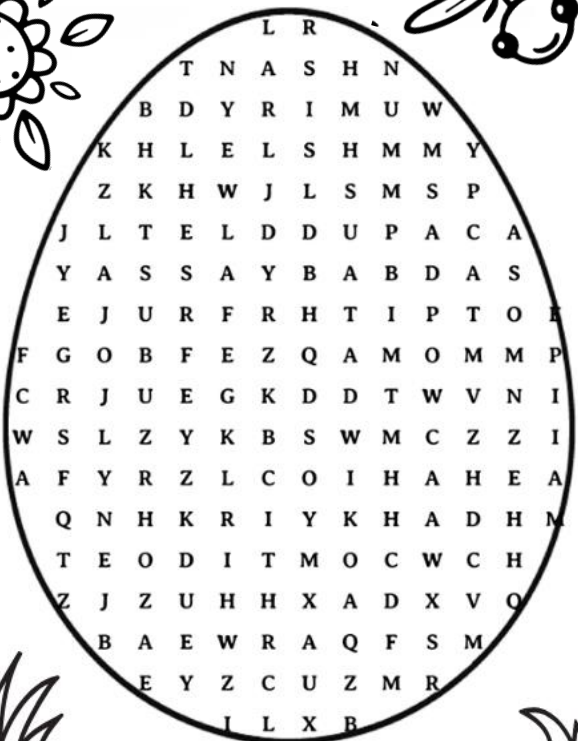 L R
T N A S H N
B D Y R I M U W
K H L E L S H M M Y
Z K H W J L S M S P
J L T E L D D U P A C A
Y A S S A Y B A B D A S
E J U R F R H T I P T O E
F G O B F E Z Q A M O M M P
C R J U E G K D D T W V N I
W S L Z Y K B S W M C Z Z I
A F Y R Z L C O I H A H E A
Q N H K R I Y K H A D H M
T E O D I T M O C W C H
Z J Z U H H X A D X V Q
B A E W R A Q F S M
E Y Z C U Z M R
I L X B